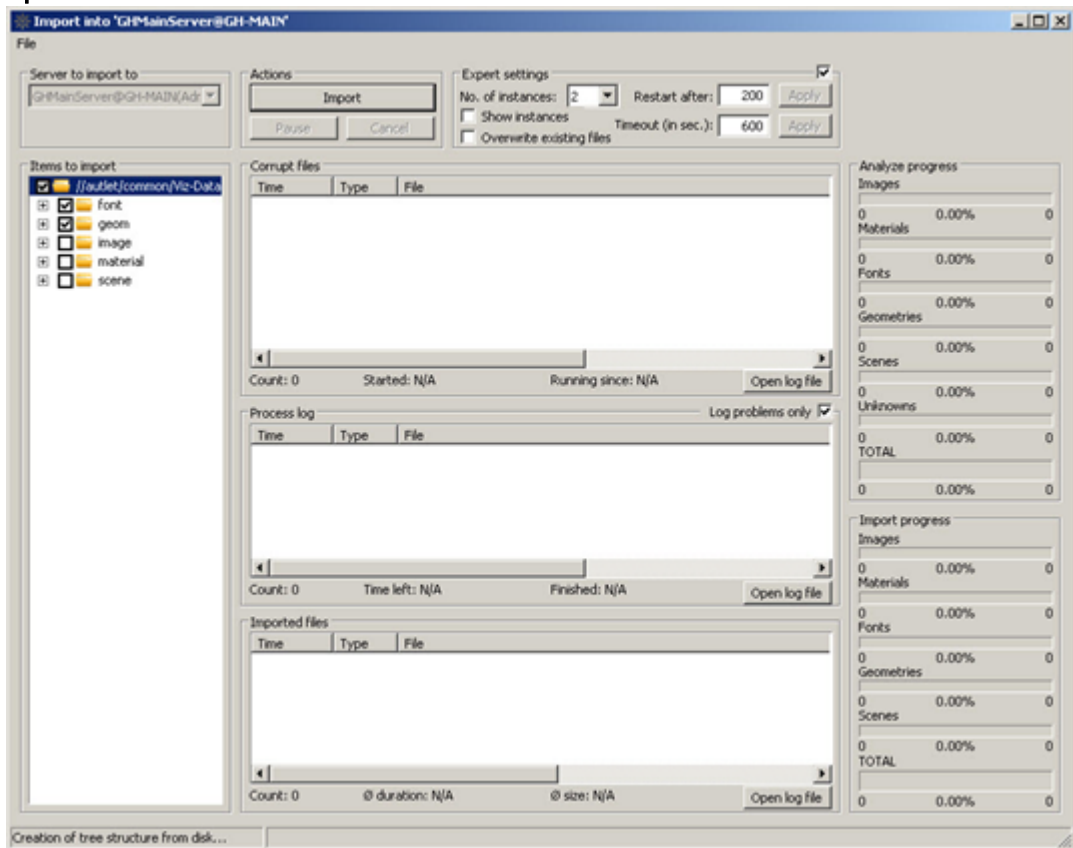 Import into 'GHMainServer@GH-MAIN'
File
Server to import to
GHMainServer@GH-MAIN(Adr
Actions
Import
Pause
Cancel
Expert settings
No. of instances: 2
Restart after: 200 Apply
Show instances
Timeout (in sec.): 600 Apply
Overwrite existing files
Items to import
//autlet/common/Viz-Data
font
geom
image
material
scene
Corrupt files
Time Type File
Count: 0 Started: N/A Running since: N/A Open log file
Process log Log problems only
Time Type File
Count: 0 Time left: N/A Finished: N/A Open log file
Imported files
Time Type File
Count: 0 Ø duration: N/A Ø size: N/A Open log file
Analyze progress
Images
0 0.00% 0
Materials
0 0.00% 0
Fonts
0 0.00% 0
Geometries
0 0.00% 0
Scenes
0 0.00% 0
Unknowns
0 0.00% 0
TOTAL
0 0.00% 0
Import progress
Images
0 0.00% 0
Materials
0 0.00% 0
Fonts
0 0.00% 0
Geometries
0 0.00% 0
Scenes
0 0.00% 0
TOTAL
0 0.00% 0
Creation of tree structure from disk...